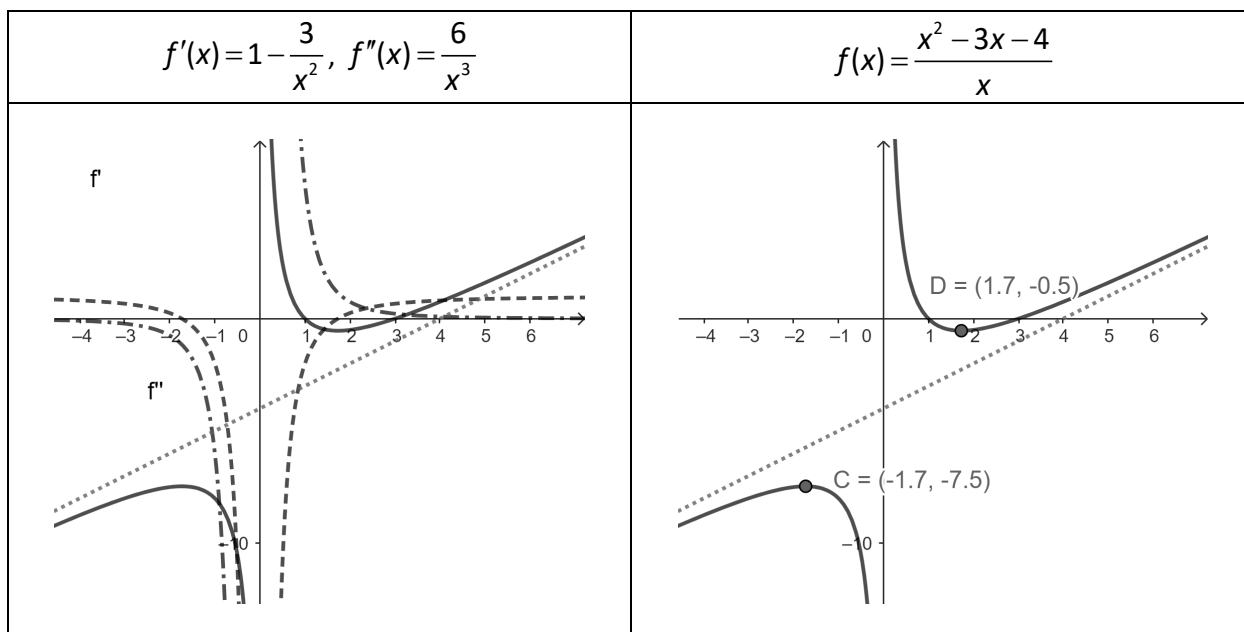 f′(x) = 1 − 3/x², f″(x) = 6/x³
f(x) = (x² − 3x − 4)/x
f'
−4 −3 −2 −1 0 1 2 3 4 5 6
f"
−10
D = (1.7, -0.5)
−4 −3 −2 −1 0 1 2 3 4 5 6
C = (-1.7, -7.5)
−10